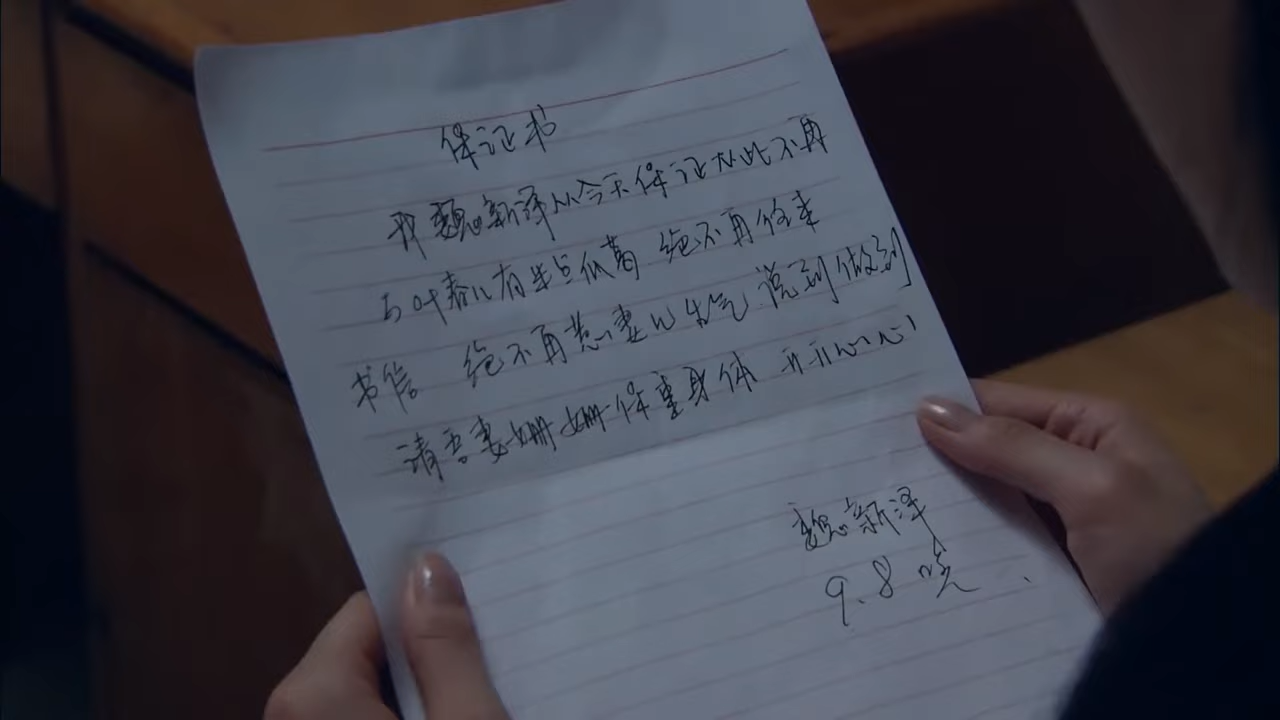 保证书
我魏新泽从今天保证从此不再
与叶春儿有半点瓜葛 绝不再往来
书信 绝不再惹妻儿生气 说到做到
请吾妻姗姗保重身体 开开心心
魏新泽
9.8 晚